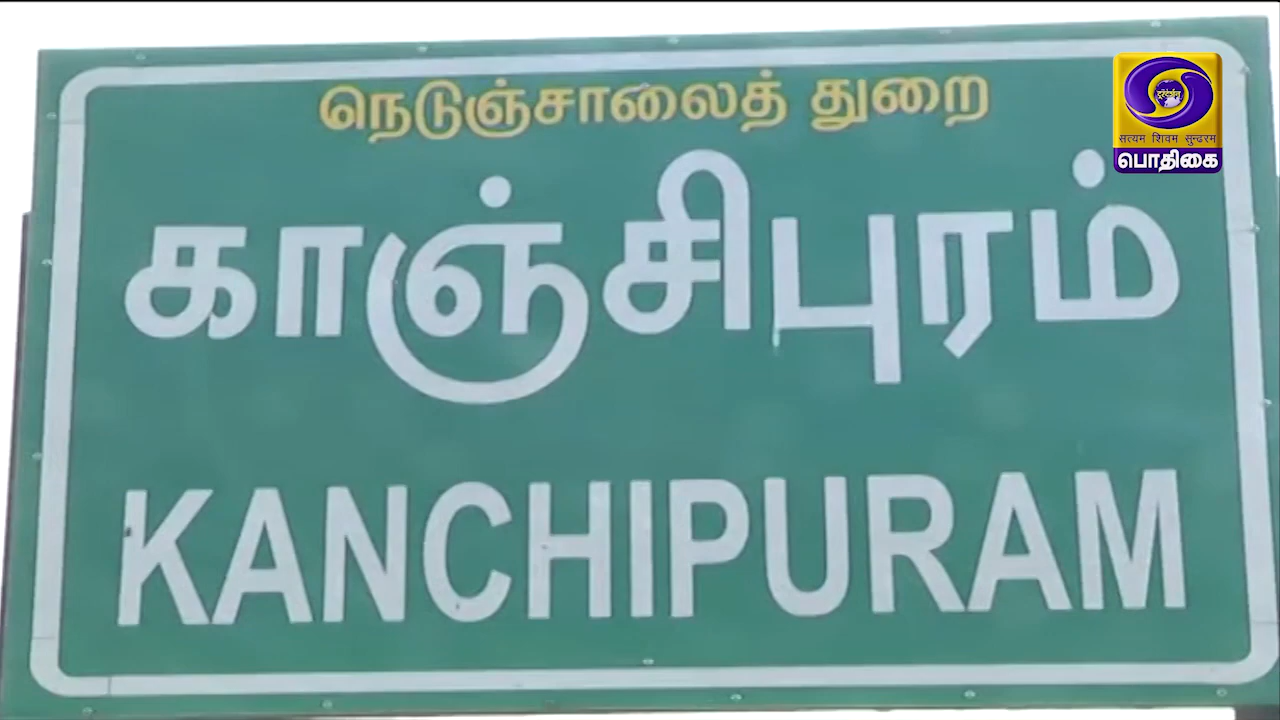 நெடுஞ்சாலைத் துறை
காஞ்சிபுரம்
KANCHIPURAM
सत्यम शिवम सुन्दरम
பொதிகை